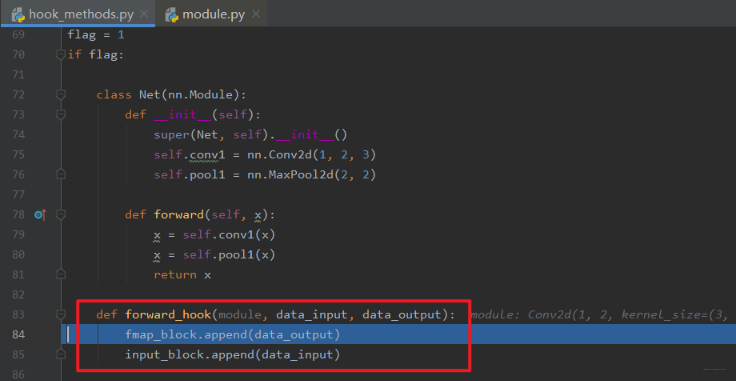 hook_methods.py module.py
69 flag = 1
70 if flag:
71
72 class Net(nn.Module):
73 def __init__(self):
74 super(Net, self).__init__()
75 self.conv1 = nn.Conv2d(1, 2, 3)
76 self.pool1 = nn.MaxPool2d(2, 2)
77
78 def forward(self, x):
79 x = self.conv1(x)
80 x = self.pool1(x)
81 return x
82
83 def forward_hook(module, data_input, data_output): module: Conv2d(1, 2, kernel_size=(3,
84 fmap_block.append(data_output)
85 input_block.append(data_input)
86